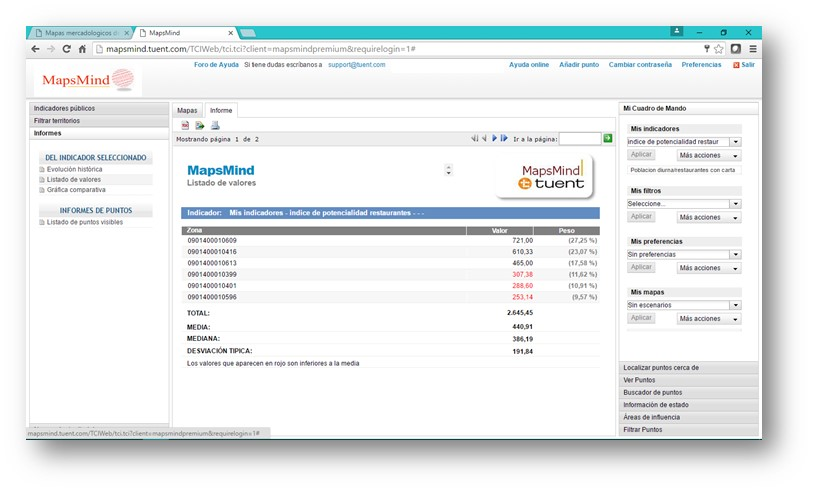 Mapas mercadologicos de
MapsMind
mapsmind.tuent.com/TCIWeb/tci.tci?client=mapsmindpremium&requirelogin=1#
Foro de Ayuda Si tiene dudas escríbanos a support@tuent.com
Ayuda online Añadir punto Cambiar contraseña Preferencias Salir
MapsMind
Indicadores públicos
Filtrar territorios
Informes
DEL INDICADOR SELECCIONADO
Evolución histórica
Listado de valores
Gráfica comparativa
INFORMES DE PUNTOS
Listado de puntos visibles
Mapas Informe
Mostrando página 1 de 2
Ir a la página:
MapsMind
Listado de valores
MapsMind
tuent
Indicador: Mis indicadores - indice de potencialidad restaurantes - - -
Zona Valor Peso
0901400010609 721,00 (27,25 %)
0901400010416 610,33 (23,07 %)
0901400010613 465,00 (17,58 %)
0901400010399 307,38 (11,62 %)
0901400010401 288,60 (10,91 %)
0901400010596 253,14 (9,57 %)
TOTAL: 2.645,45
MEDIA: 440,91
MEDIANA: 386,19
DESVIACIÓN TIPICA: 191,84
Los valores que aparecen en rojo son inferiores a la media
Mi Cuadro de Mando
Mis indicadores
indice de potencialidad restaur
Aplicar Más acciones
Poblacion diurna/restaurantes con carta
Mis filtros
Seleccione...
Aplicar Más acciones
Mis preferencias
Sin preferencias
Aplicar Más acciones
Mis mapas
Sin escenarios
Aplicar Más acciones
Localizar puntos cerca de
Ver Puntos
Buscador de puntos
Información de estado
Áreas de influencia
Filtrar Puntos
mapsmind.tuent.com/TCIWeb/tci.tci?client=mapsmindpremium&requirelogin=1#